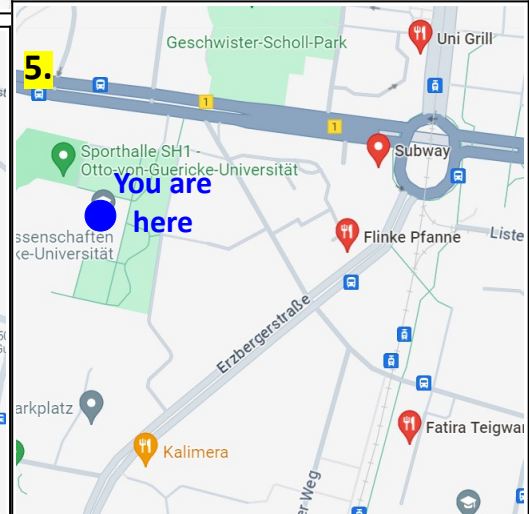 5.
Geschwister-Scholl-Park
Uni Grill
1
1
Subway
Sporthalle SH1 -
Otto-von-Guericke-Universität
You are
here
ssenschaften
ke-Universität
Flinke Pfanne
Liste
Erzbergerstraße
arkplatz
Kalimera
Fatira Teigwar
er Weg